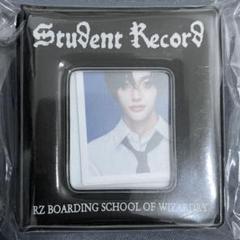 Student Record
RZ BOARDING SCHOOL OF WIZARDRY